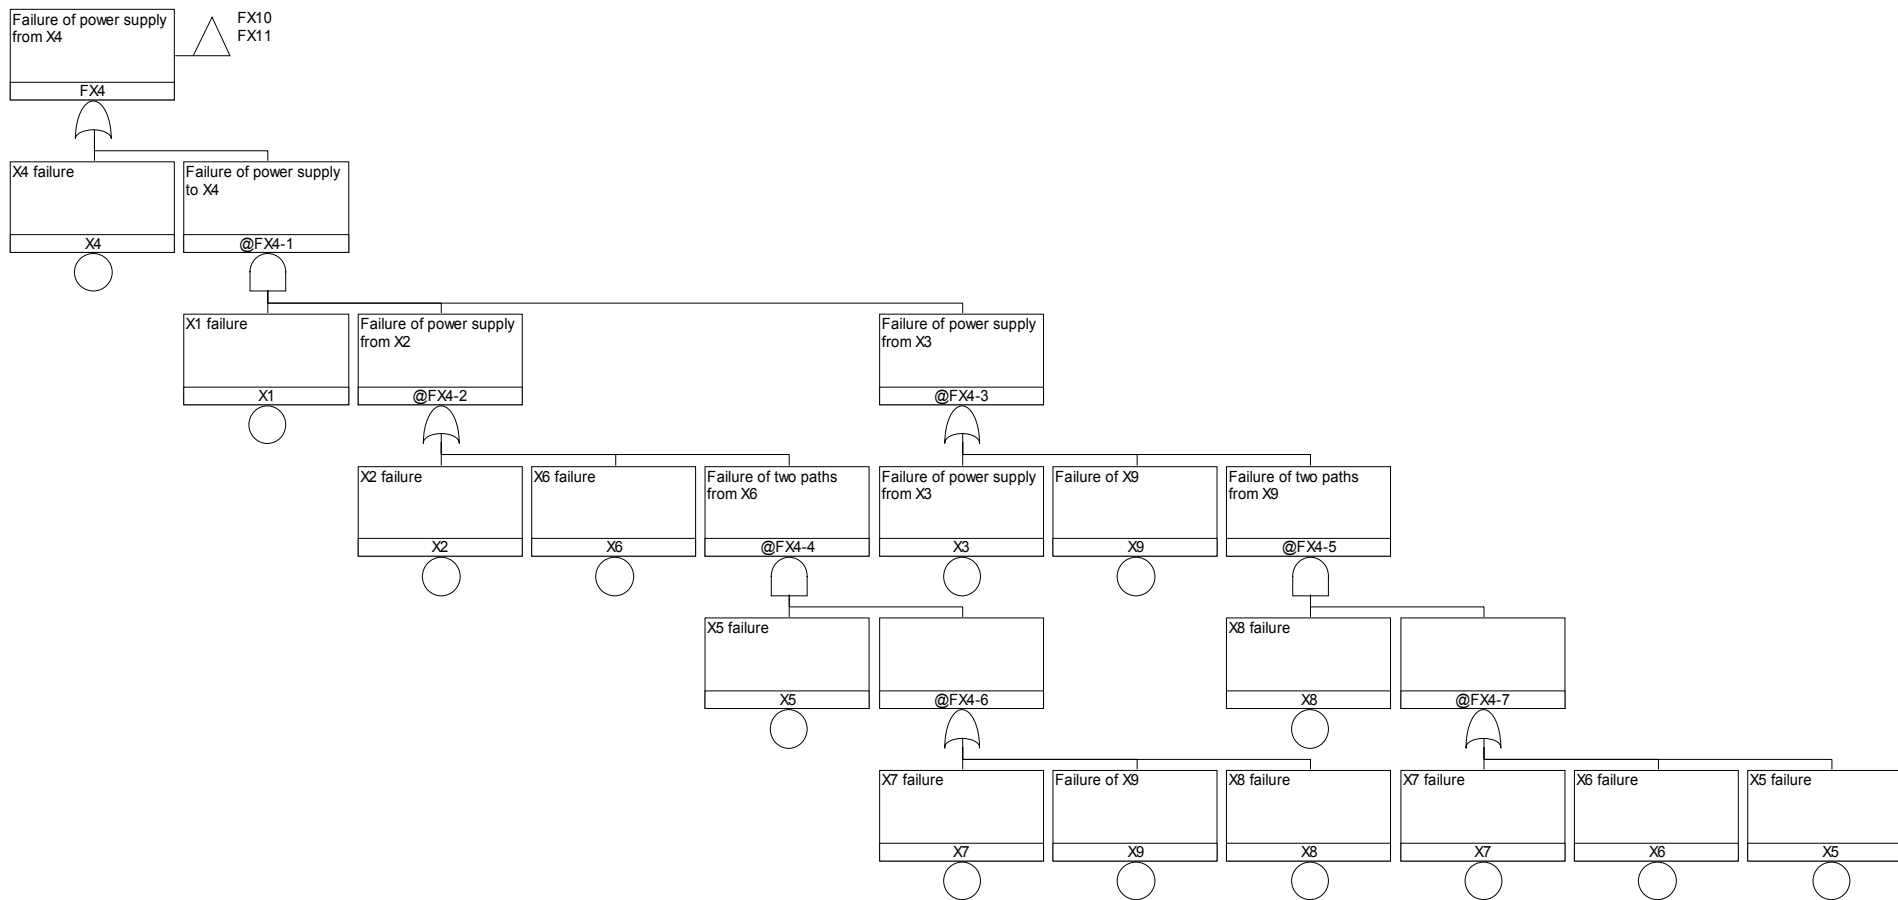 Failure of power supply
from X4
FX4
FX10
FX11
X4 failure
X4
Failure of power supply
to X4
@FX4-1
X1 failure
X1
Failure of power supply
from X2
@FX4-2
Failure of power supply
from X3
@FX4-3
X2 failure
X2
X6 failure
X6
Failure of two paths
from X6
@FX4-4
Failure of power supply
from X3
X3
Failure of X9
X9
Failure of two paths
from X9
@FX4-5
X5 failure
X5
@FX4-6
X8 failure
X8
@FX4-7
X7 failure
X7
Failure of X9
X9
X8 failure
X8
X7 failure
X7
X6 failure
X6
X5 failure
X5